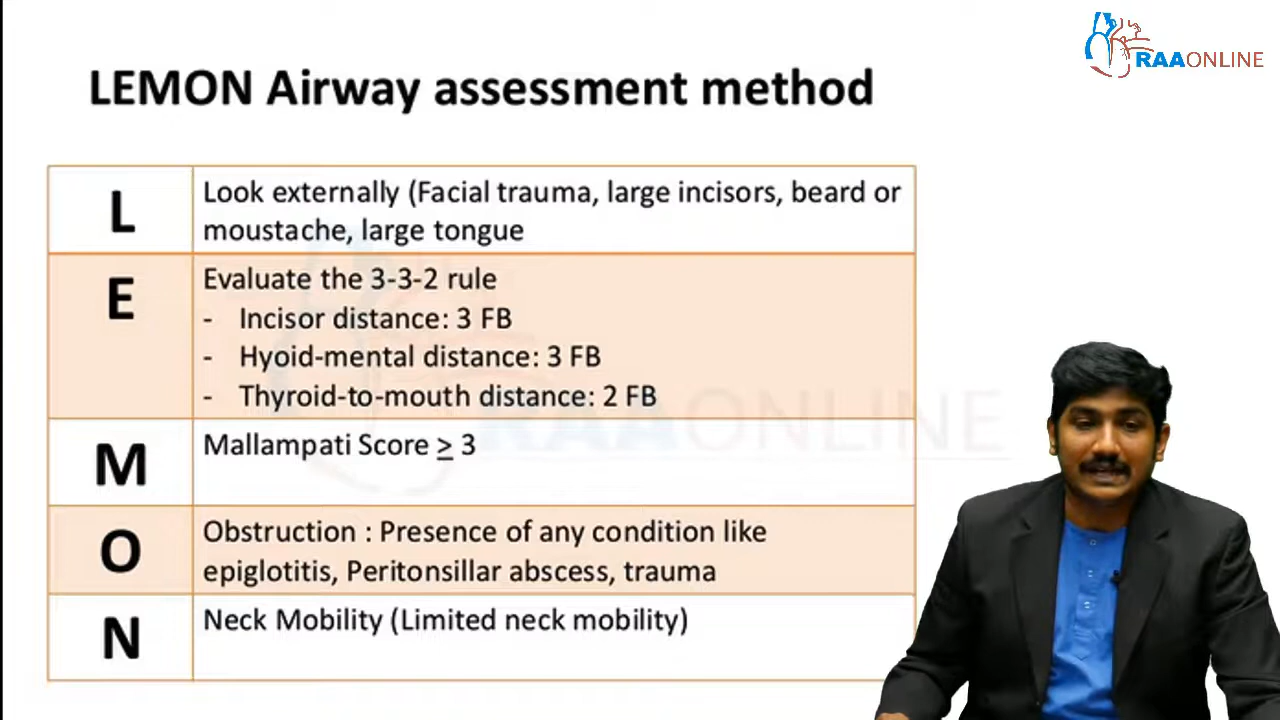 RAAONLINE
LEMON Airway assessment method
L
Look externally (Facial trauma, large incisors, beard or
moustache, large tongue
E
Evaluate the 3-3-2 rule
- Incisor distance: 3 FB
- Hyoid-mental distance: 3 FB
- Thyroid-to-mouth distance: 2 FB
M
Mallampati Score ≥ 3
O
Obstruction : Presence of any condition like
epiglotitis, Peritonsillar abscess, trauma
N
Neck Mobility (Limited neck mobility)
RAAONLINE